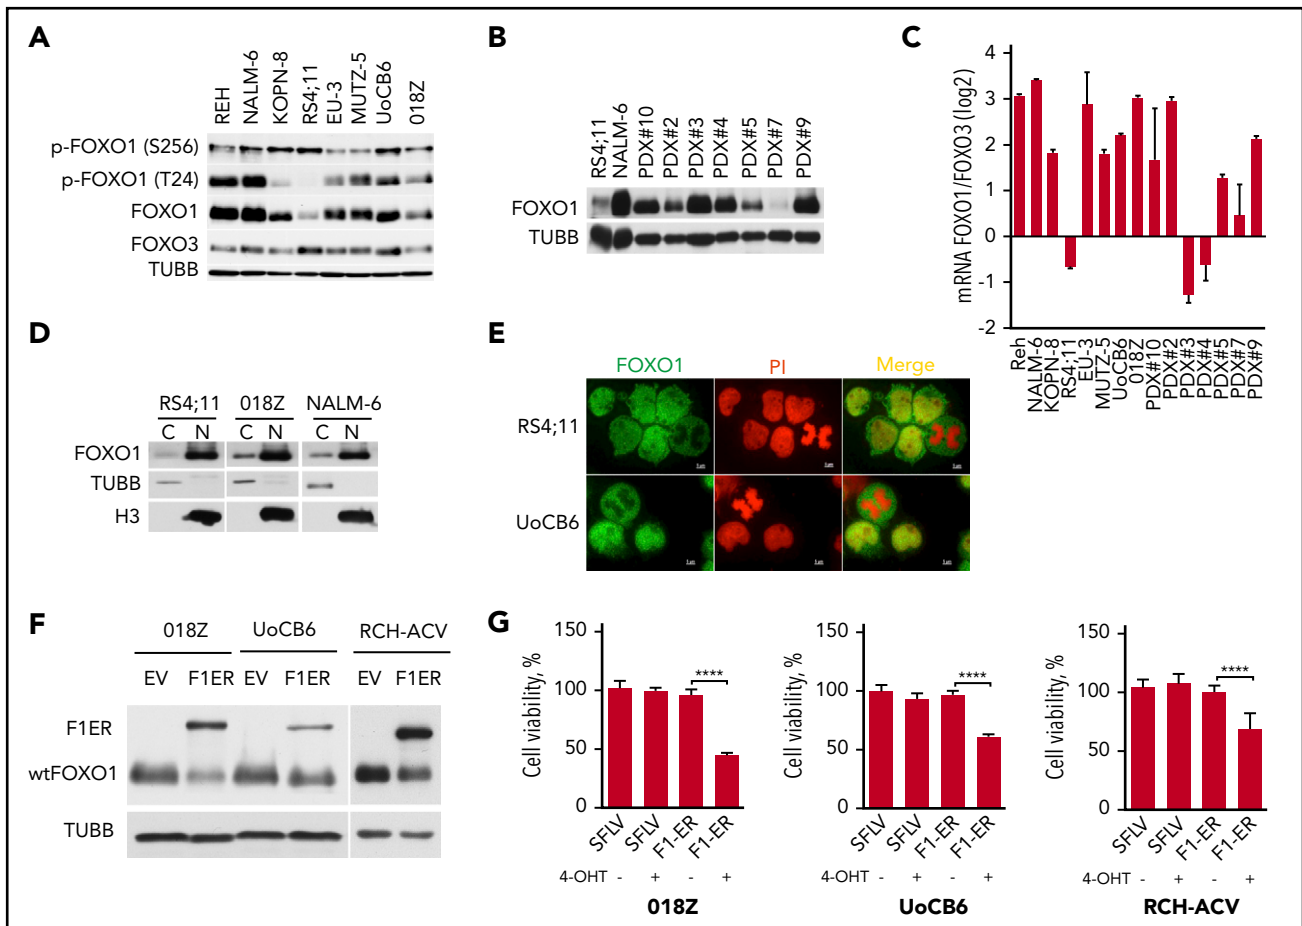 A
REH
NALM-6
KOPN-8
RS4;11
EU-3
MUTZ-5
UoCB6
018Z
p-FOXO1 (S256)
p-FOXO1 (T24)
FOXO1
FOXO3
TUBB
B
RS4;11
NALM-6
PDX#10
PDX#2
PDX#3
PDX#4
PDX#5
PDX#7
PDX#9
FOXO1
TUBB
C
mRNA FOXO1/FOXO3 (log2)
4
3
2
1
0
-1
-2
Reh
NALM-6
KOPN-8
RS4;11
EU-3
MUTZ-5
UoCB6
018Z
PDX#10
PDX#2
PDX#3
PDX#4
PDX#5
PDX#7
PDX#9
D
RS4;11 018Z NALM-6
C N C N C N
FOXO1
TUBB
H3
E
FOXO1 PI Merge
RS4;11
UoCB6
F
018Z UoCB6 RCH-ACV
EV F1ER EV F1ER EV F1ER
F1ER
wtFOXO1
TUBB
G
Cell viability, %
150
100
50
0
****
SFLV SFLV F1-ER F1-ER
4-OHT - + - +
018Z
Cell viability, %
150
100
50
0
****
SFLV SFLV F1-ER F1-ER
4-OHT - + - +
UoCB6
Cell viability, %
150
100
50
0
****
SFLV SFLV F1-ER F1-ER
4-OHT - + - +
RCH-ACV